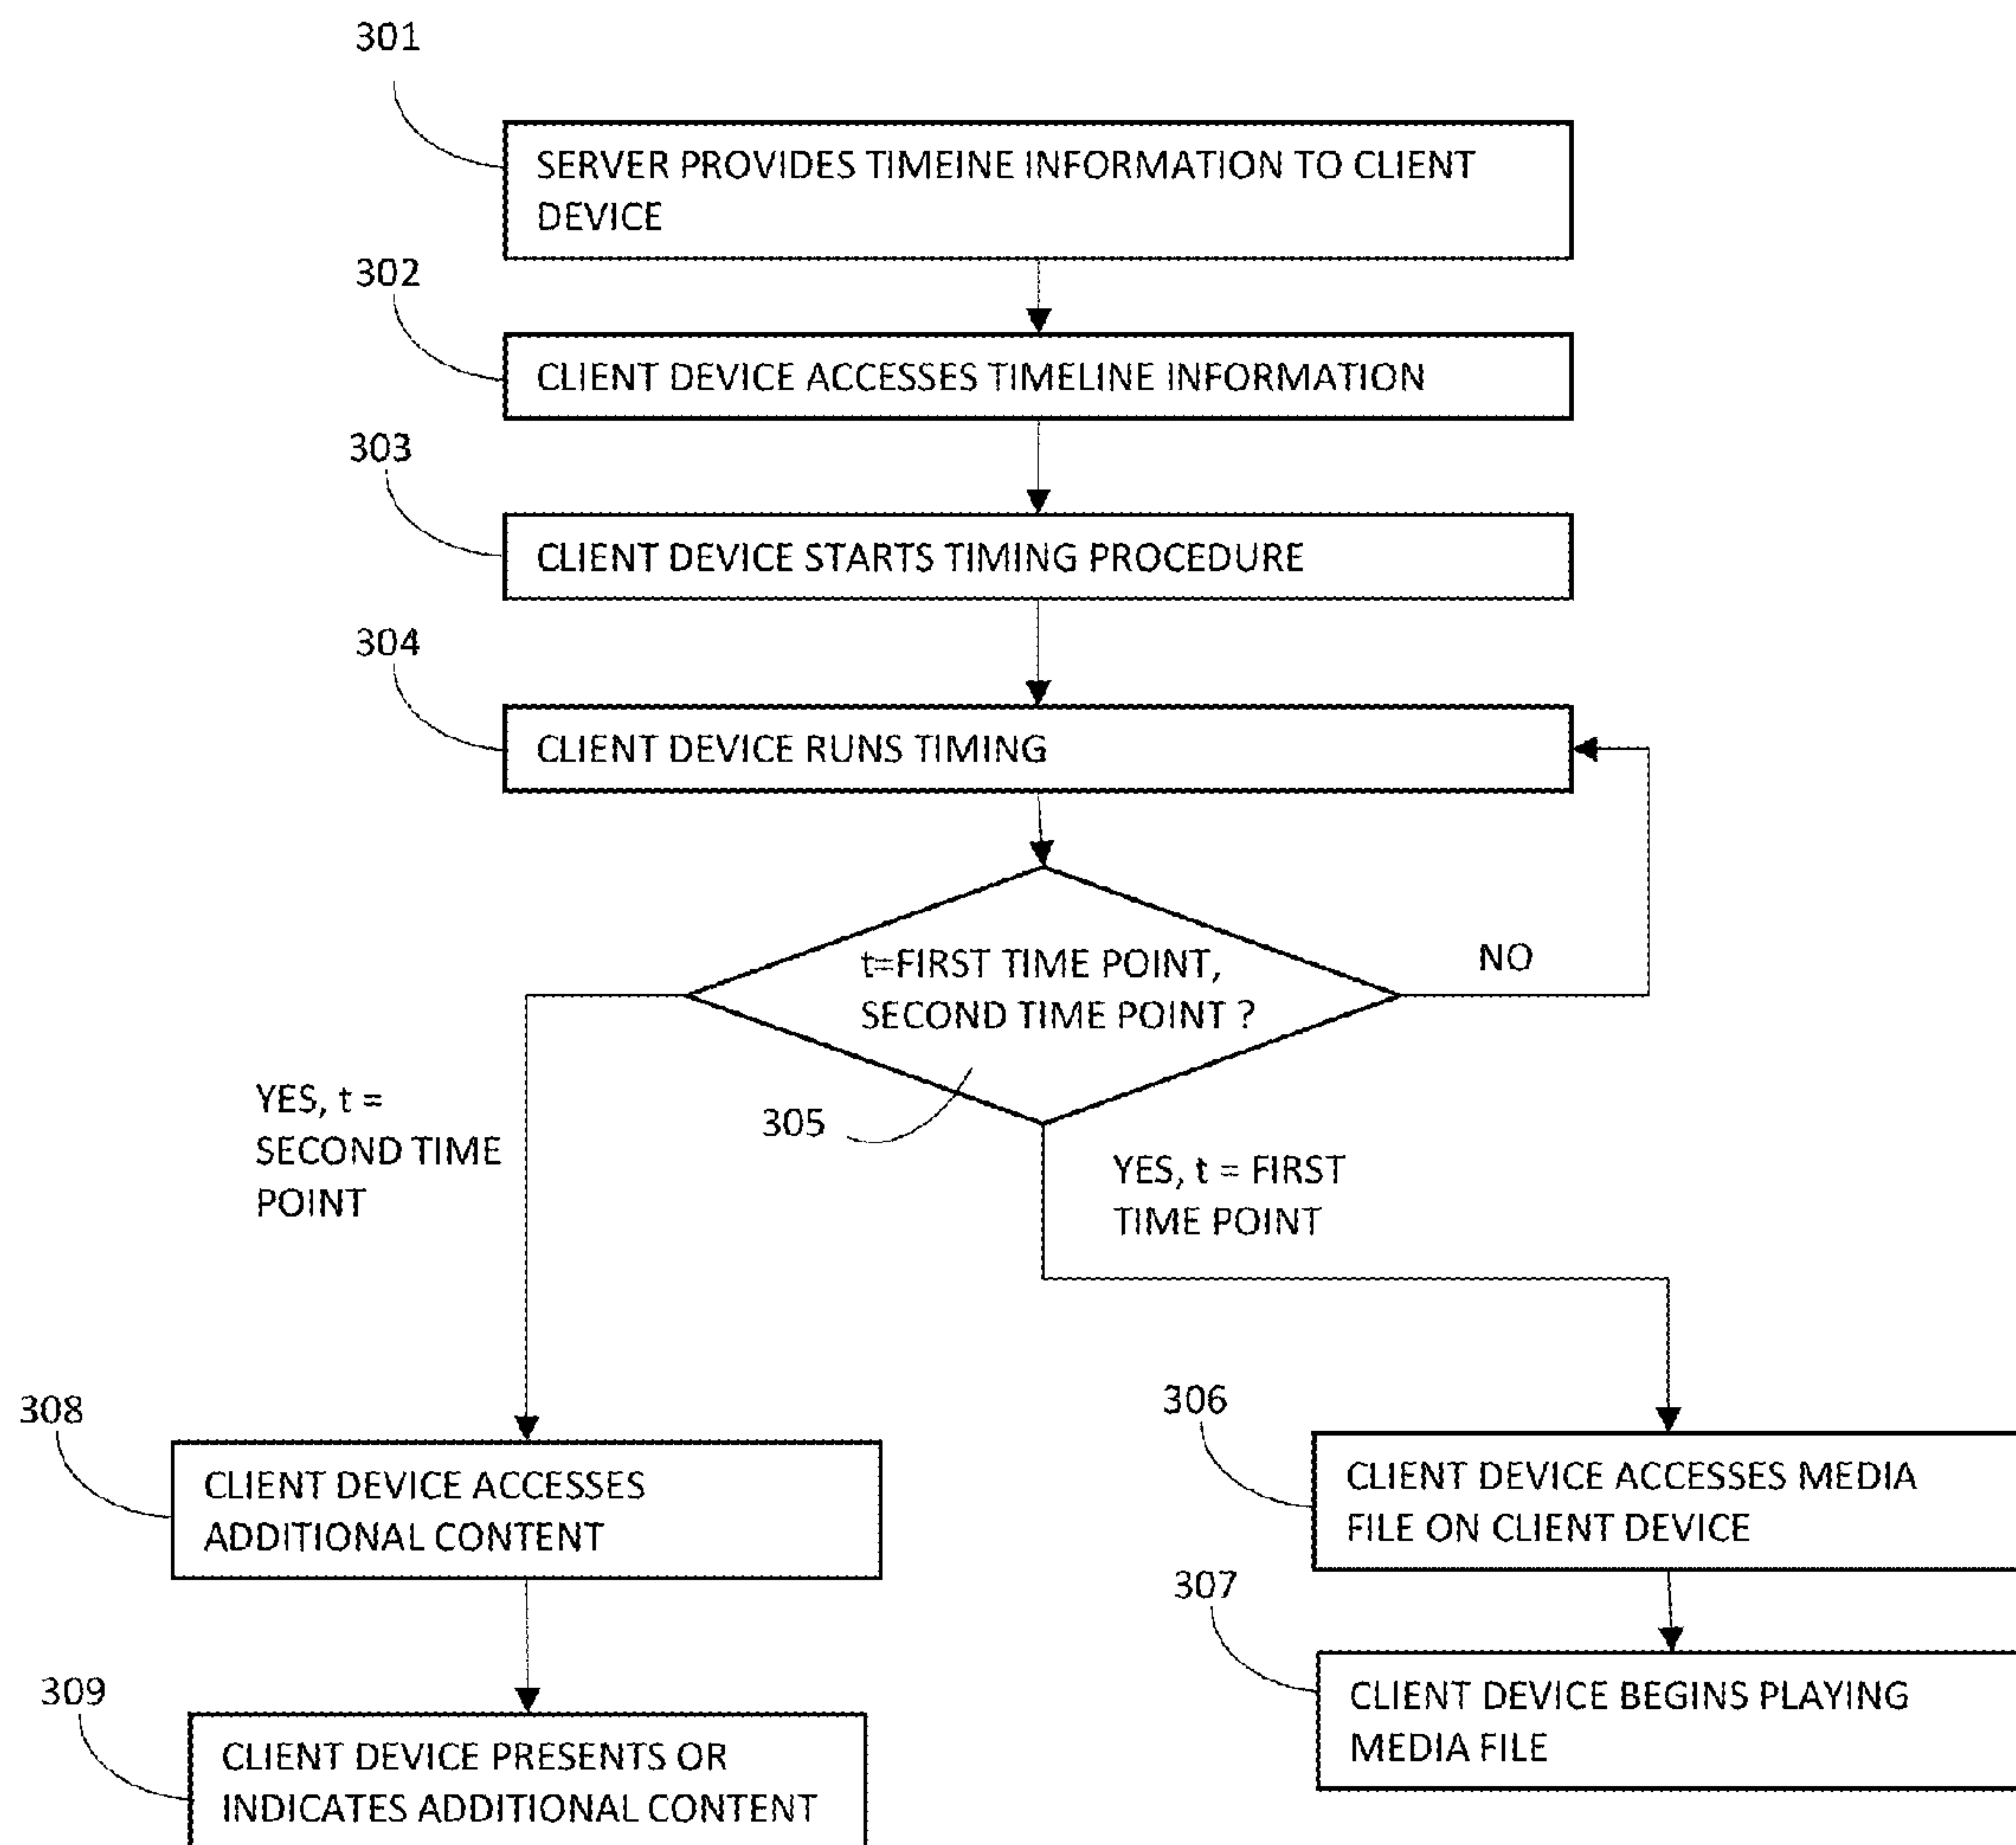 301
SERVER PROVIDES TIMEINE INFORMATION TO CLIENT
DEVICE
302
CLIENT DEVICE ACCESSES TIMELINE INFORMATION
303
CLIENT DEVICE STARTS TIMING PROCEDURE
304
CLIENT DEVICE RUNS TIMING
t=FIRST TIME POINT,
SECOND TIME POINT ?
NO
305
YES, t =
SECOND TIME
POINT
YES, t = FIRST
TIME POINT
308
CLIENT DEVICE ACCESSES
ADDITIONAL CONTENT
306
CLIENT DEVICE ACCESSES MEDIA
FILE ON CLIENT DEVICE
309
CLIENT DEVICE PRESENTS OR
INDICATES ADDITIONAL CONTENT
307
CLIENT DEVICE BEGINS PLAYING
MEDIA FILE